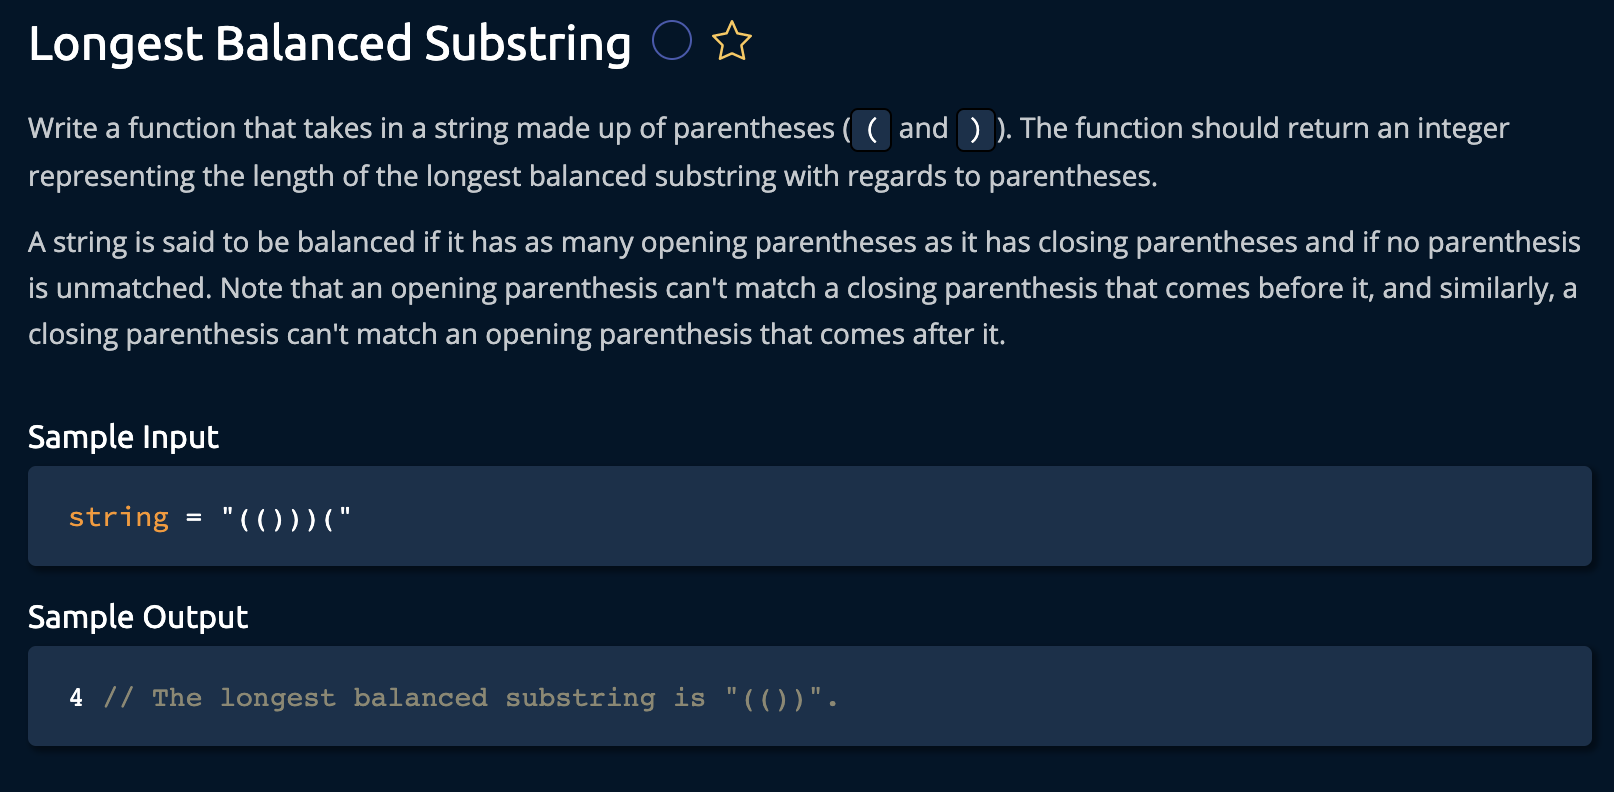 Longest Balanced Substring
Write a function that takes in a string made up of parentheses ( ( and ) ). The function should return an integer
representing the length of the longest balanced substring with regards to parentheses.
A string is said to be balanced if it has as many opening parentheses as it has closing parentheses and if no parenthesis
is unmatched. Note that an opening parenthesis can't match a closing parenthesis that comes before it, and similarly, a
closing parenthesis can't match an opening parenthesis that comes after it.
Sample Input
string = "(()))("
Sample Output
4 // The longest balanced substring is "(())".